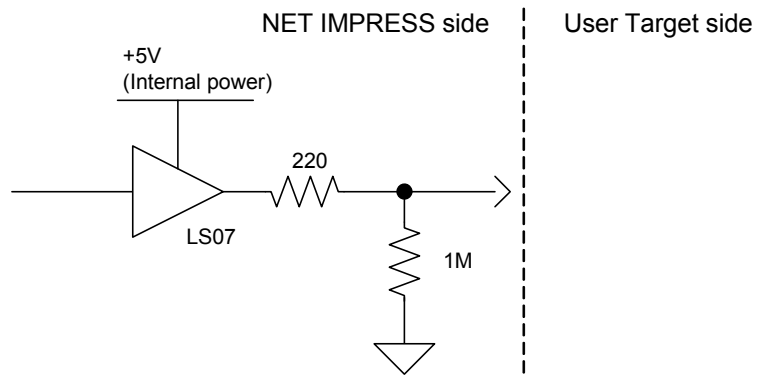 NET IMPRESS side
User Target side
+5V
(Internal power)
220
LS07
1M